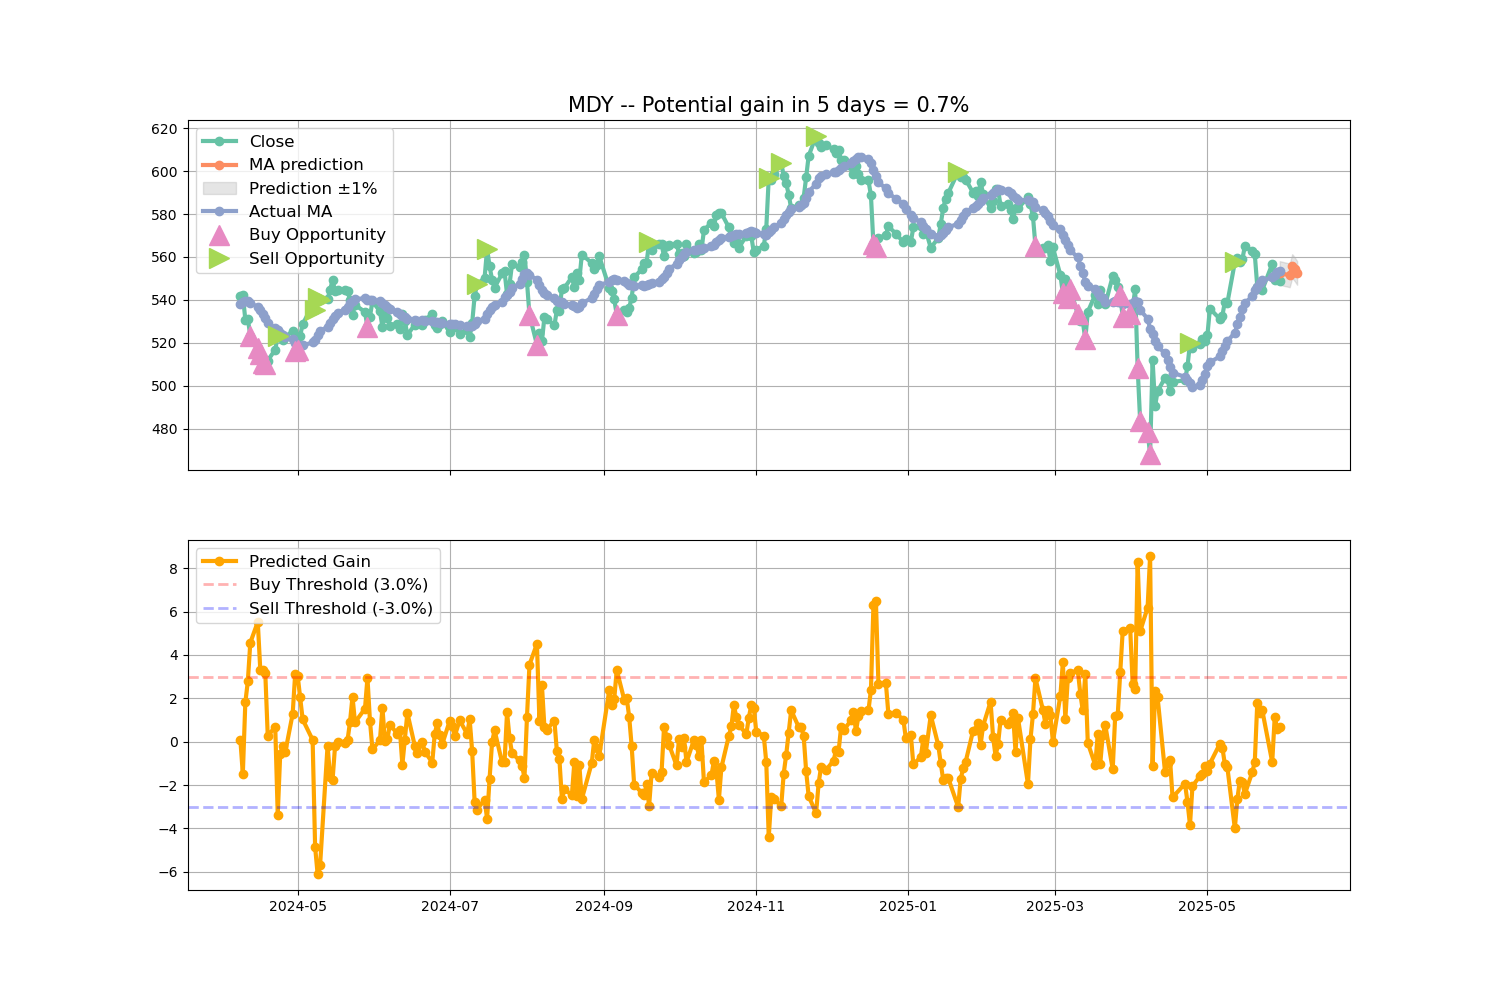 MDY -- Potential gain in 5 days = 0.7%
620
600
580
560
540
520
500
480
Close
MA prediction
Prediction ±1%
Actual MA
Buy Opportunity
Sell Opportunity
8
6
4
2
0
−2
−4
−6
Predicted Gain
Buy Threshold (3.0%)
Sell Threshold (-3.0%)
2024-05
2024-07
2024-09
2024-11
2025-01
2025-03
2025-05